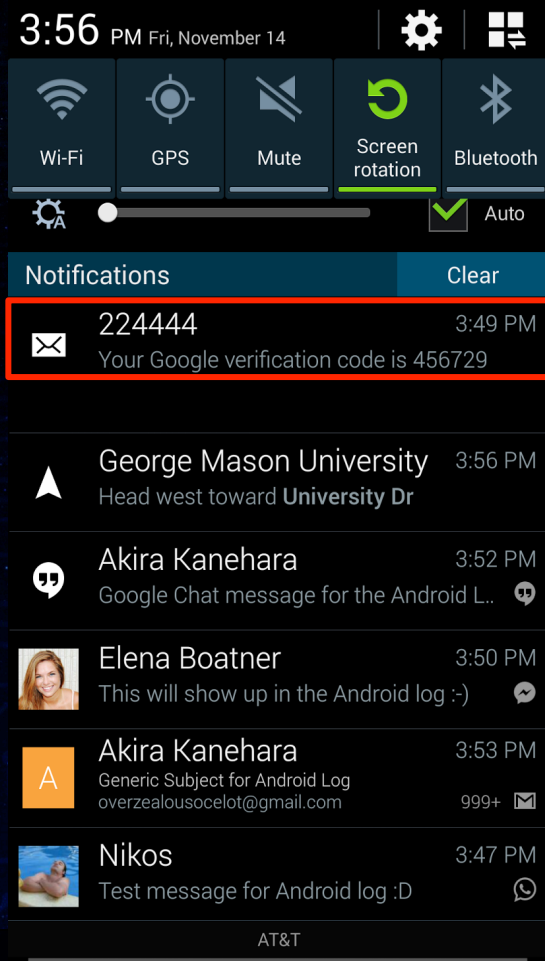 3:56 PM Fri, November 14
Wi-Fi
GPS
Mute
Screen
rotation
Bluetooth
A
Auto
Notifications
Clear
224444 3:49 PM
Your Google verification code is 456729
George Mason University 3:56 PM
Head west toward University Dr
Akira Kanehara 3:52 PM
Google Chat message for the Android L..
Elena Boatner 3:50 PM
This will show up in the Android log :-)
A
Akira Kanehara 3:53 PM
Generic Subject for Android Log
overzealousocelot@gmail.com 999+
Nikos 3:47 PM
Test message for Android log :D
AT&T